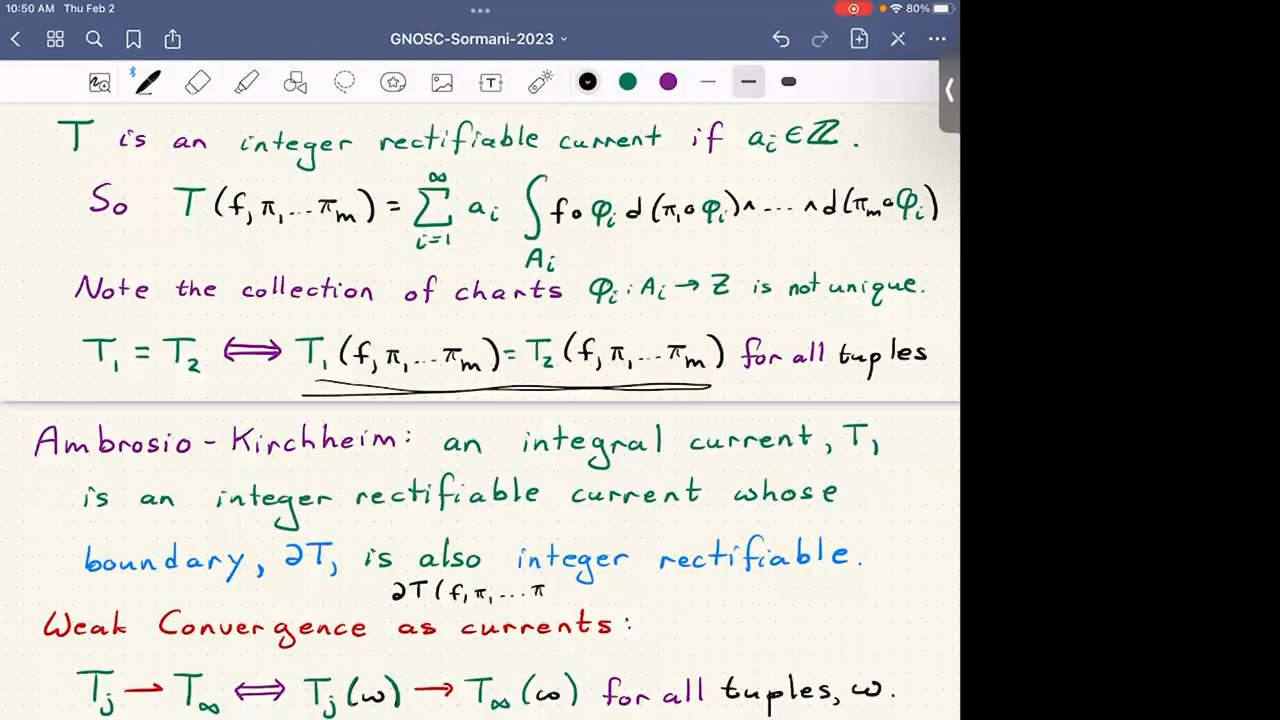 10:50 AM Thu Feb 2
80%
GNOSC-Sormani-2023
T is an integer rectifiable current if aᵢ ∈ ℤ.
So T(f, π₁ ... πₘ) = ∑_{i=1}^{∞} aᵢ ∫_{Aᵢ} f∘φᵢ d(π₁∘φᵢ)∧ .... ∧d(πₘ∘φᵢ)
Note the collection of charts φᵢ: Aᵢ → Z is not unique.
T₁ = T₂ ⟺ T₁(f, π₁ ... πₘ) = T₂(f, π₁ ... πₘ) for all tuples
Ambrosio-Kirchheim: an integral current, T,
is an integer rectifiable current whose
boundary, ∂T, is also integer rectifiable.
∂T(f, π₁, ... π
Weak Convergence as currents:
Tⱼ → T∞ ⟺ Tⱼ(ω) → T∞(ω) for all tuples, ω.